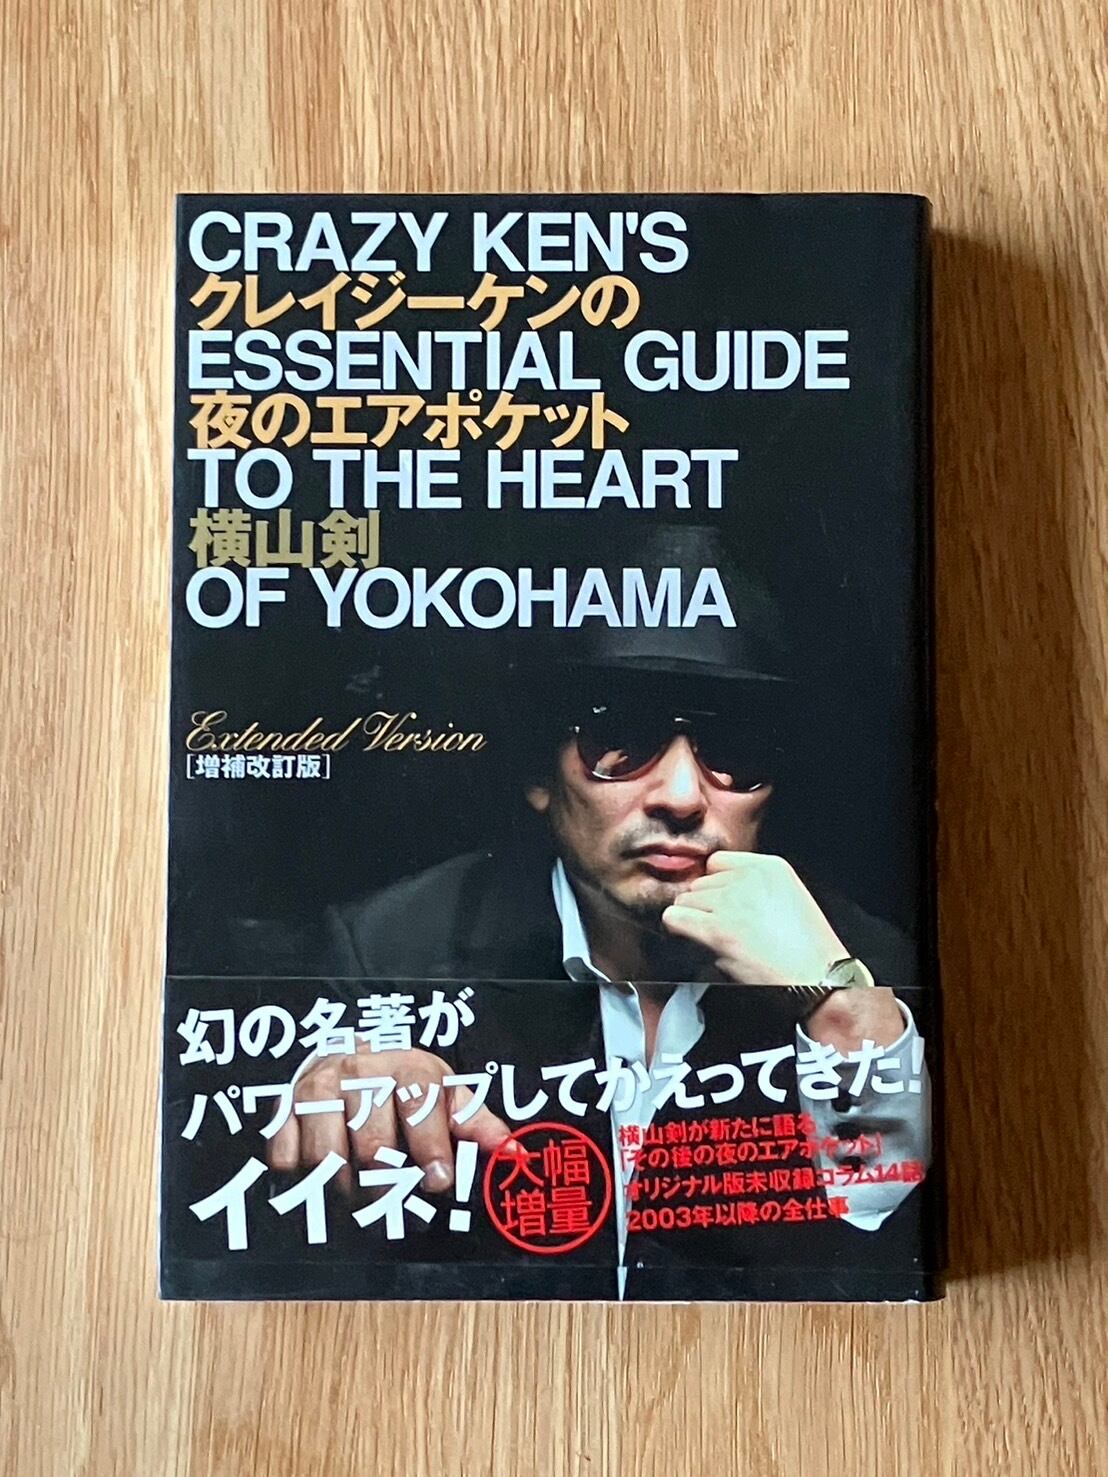 CRAZY KEN'S
クレイジーケンの
ESSENTIAL GUIDE
夜のエアポケット
TO THE HEART
横山剣
OF YOKOHAMA
Extended Version
[増補改訂版]
幻の名著が
パワーアップしてかえってきた!
イイネ!
大幅
増量
横山剣が新たに語る
「その後の夜のエアポケット」
オリジナル版未収録コラム14話
2003年以降の全仕事